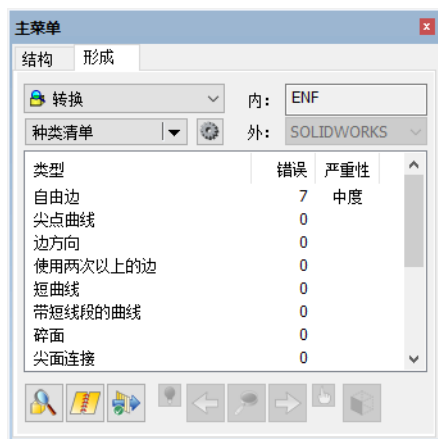 主菜单
结构 形成
转换 内: ENF
种类清单 外: SOLIDWORKS
类型 错误 严重性
自由边 7 中度
尖点曲线 0
边方向 0
使用两次以上的边 0
短曲线 0
带短线段的曲线 0
碎面 0
尖面连接 0